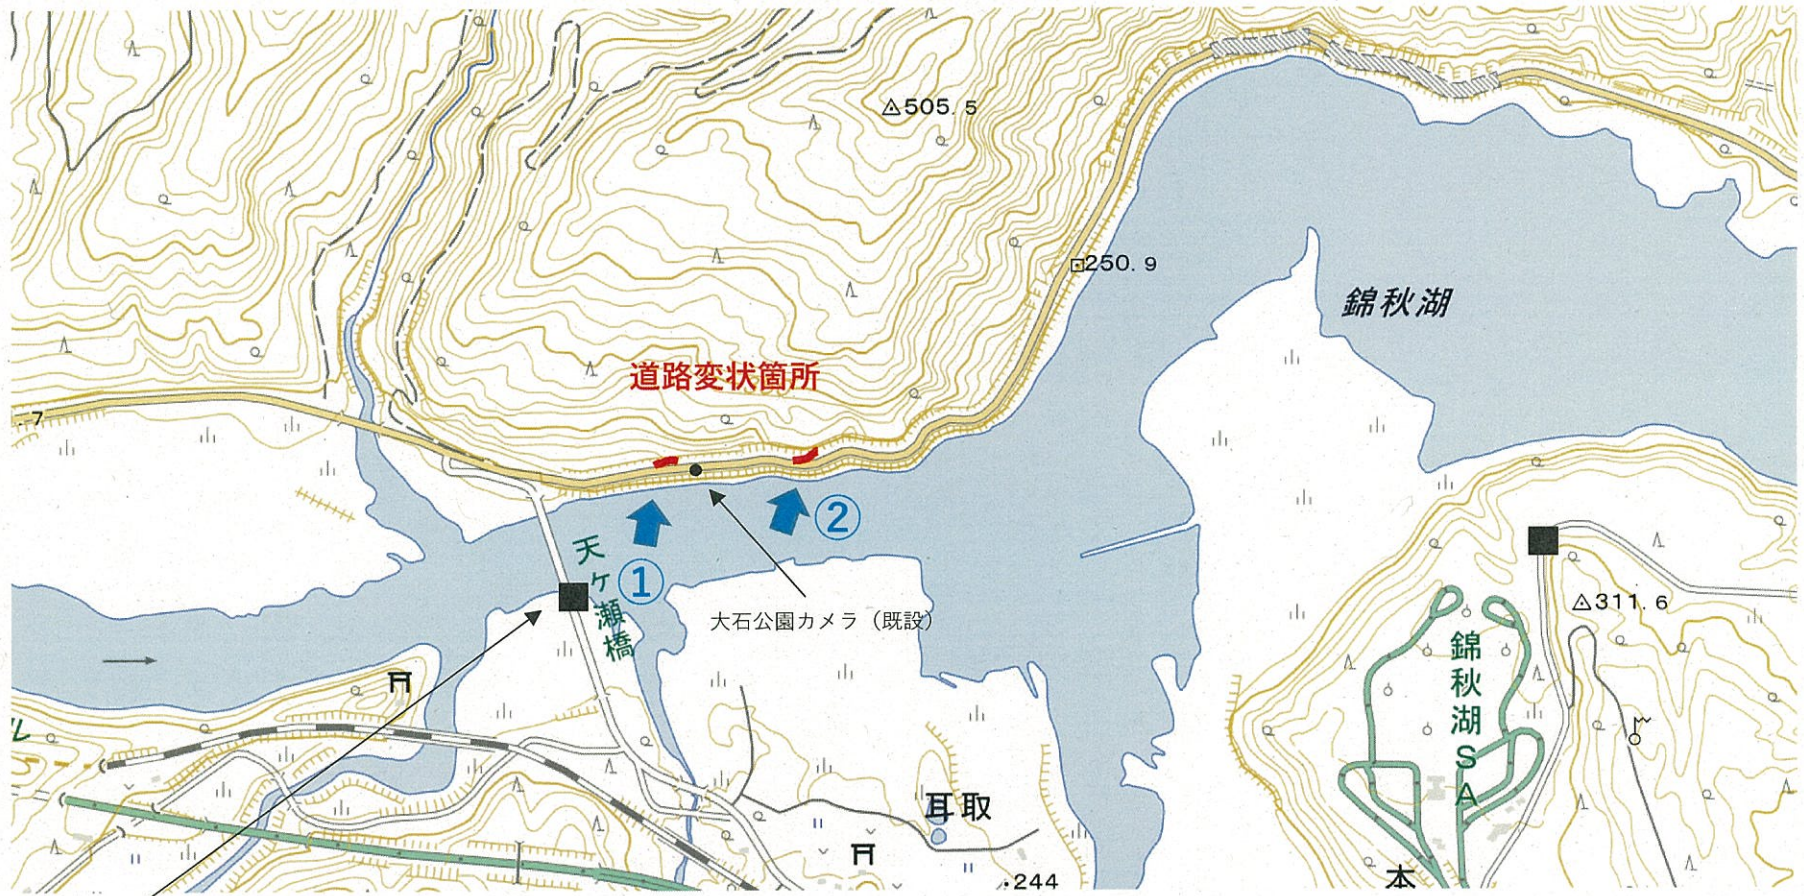 505.5
250.9
錦秋湖
道路変状箇所
.7
②
天ヶ瀬橋
①
大石公園カメラ（既設）
311.6
錦秋湖SA
耳取
・244
本